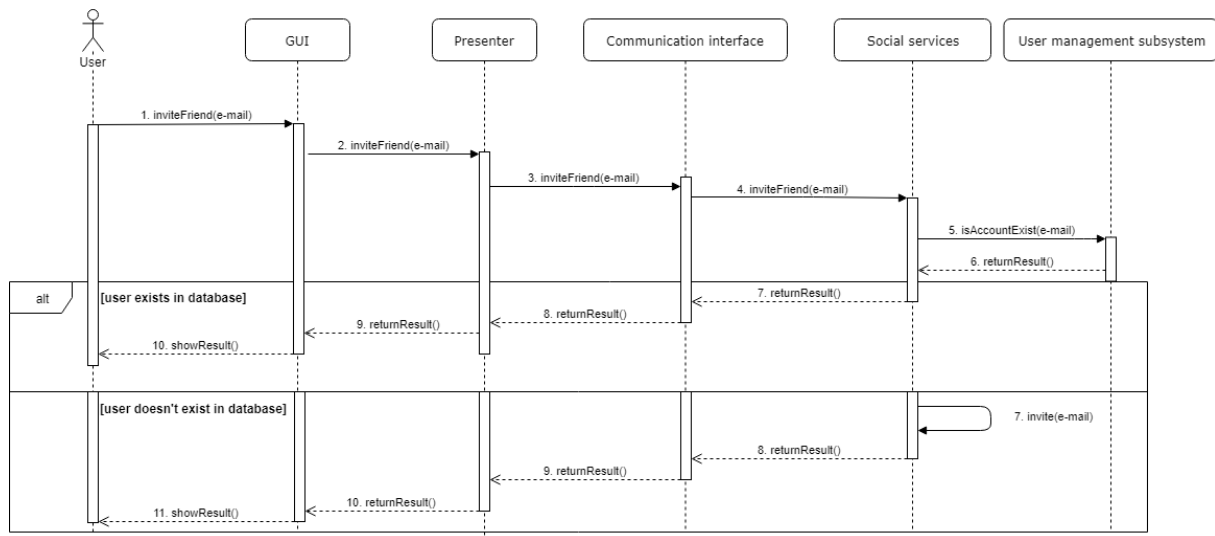 User
GUI
Presenter
Communication interface
Social services
User management subsystem
1. inviteFriend(e-mail)
2. inviteFriend(e-mail)
3. inviteFriend(e-mail)
4. inviteFriend(e-mail)
5. isAccountExist(e-mail)
6. returnResult()
alt
[user exists in database]
7. returnResult()
8. returnResult()
9. returnResult()
10. showResult()
[user doesn't exist in database]
7. invite(e-mail)
8. returnResult()
9. returnResult()
10. returnResult()
11. showResult()